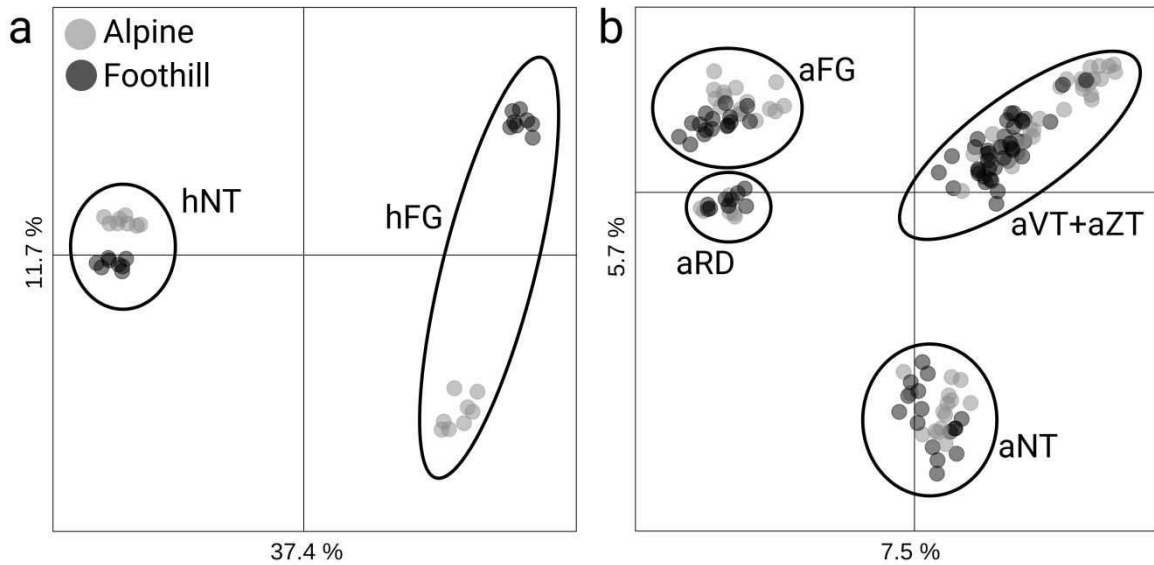 a
Alpine
Foothill
hNT
hFG
11.7 %
37.4 %
b
aFG
aVT+aZT
aRD
5.7 %
aNT
7.5 %